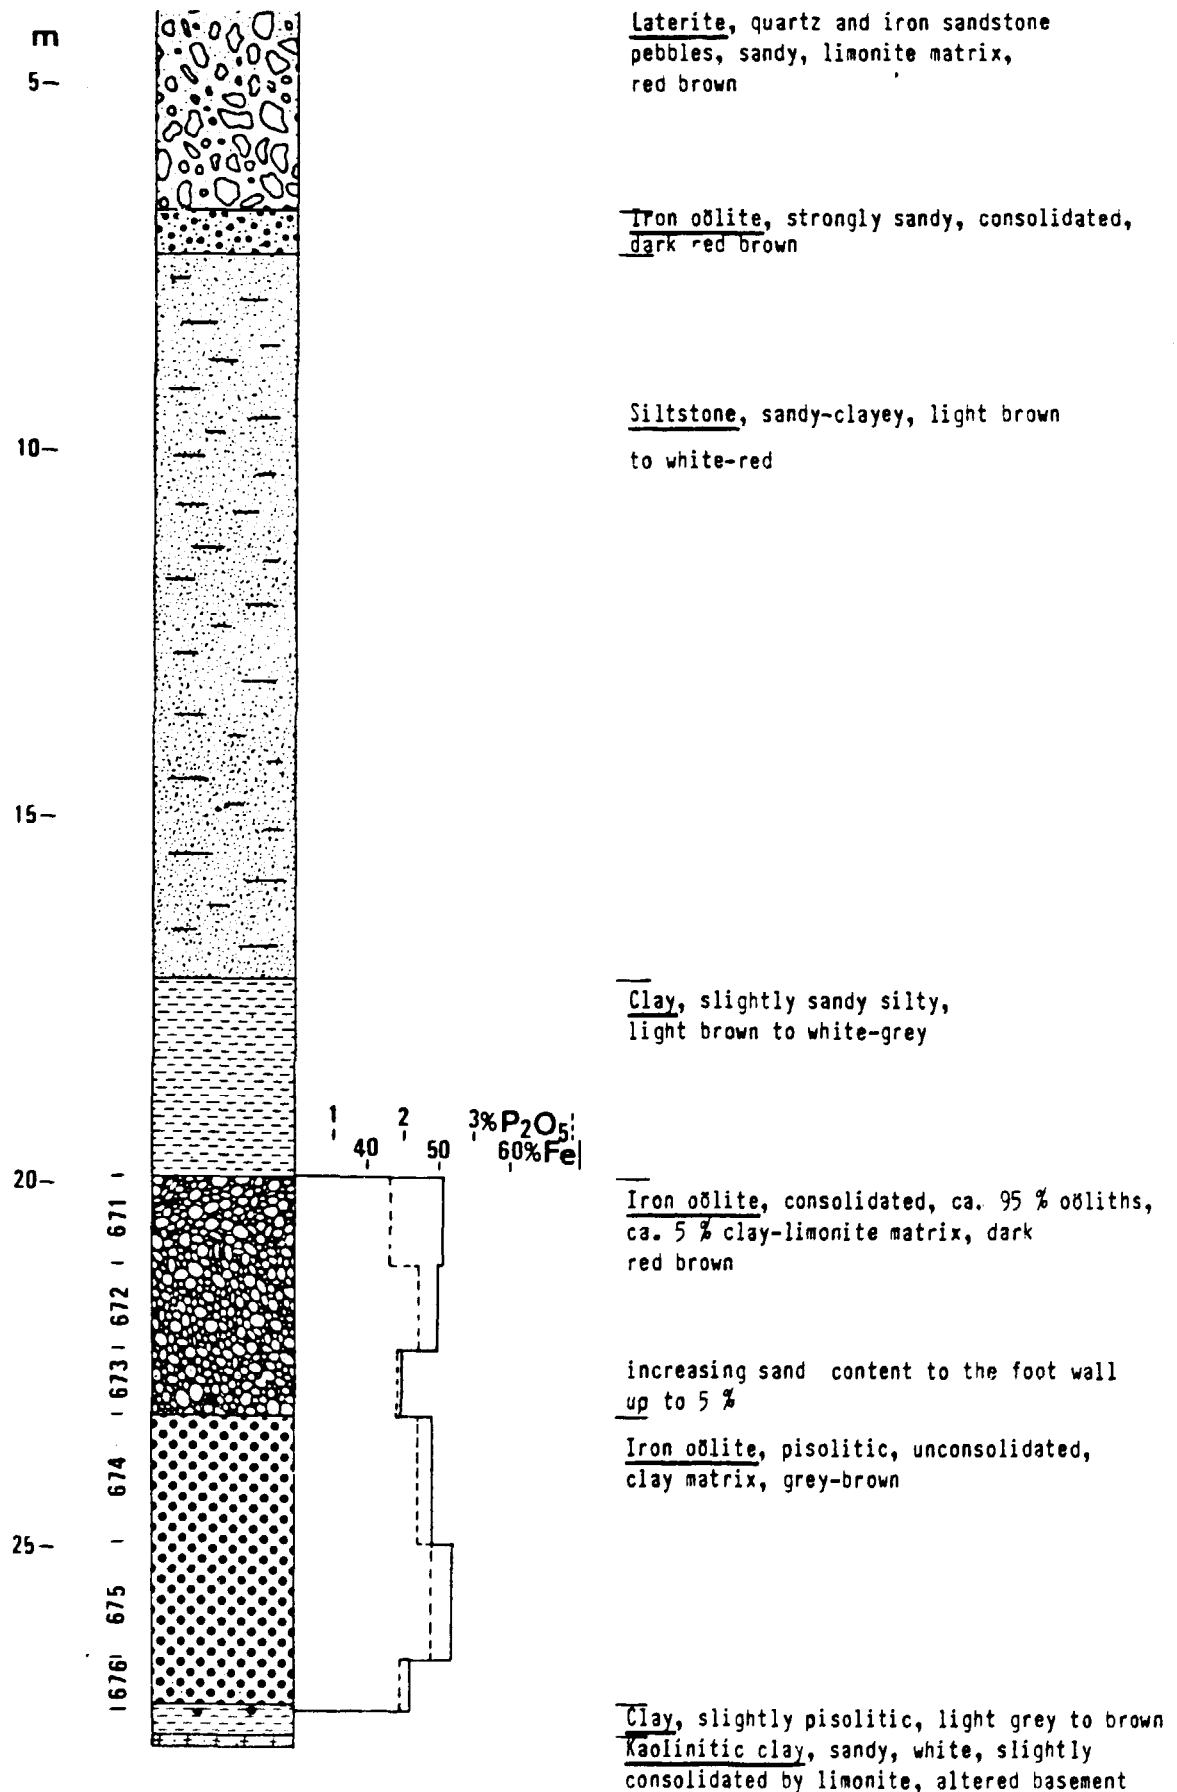 m
Laterite, quartz and iron sandstone
pebbles, sandy, limonite matrix,
red brown
5—
Iron oölite, strongly sandy, consolidated,
dark red brown
Siltstone, sandy-clayey, light brown
to white-red
10—
15—
Clay, slightly sandy silty,
light brown to white-grey
1 2 3% P₂O₅
40 50 60% Fe
20—
671
Iron oölite, consolidated, ca. 95 % oöliths,
ca. 5 % clay-limonite matrix, dark
red brown
672
673
increasing sand content to the foot wall
up to 5 %
674
Iron oölite, pisolitic, unconsolidated,
clay matrix, grey-brown
25—
675
676
Clay, slightly pisolitic, light grey to brown
Kaolinitic clay, sandy, white, slightly
consolidated by limonite, altered basement